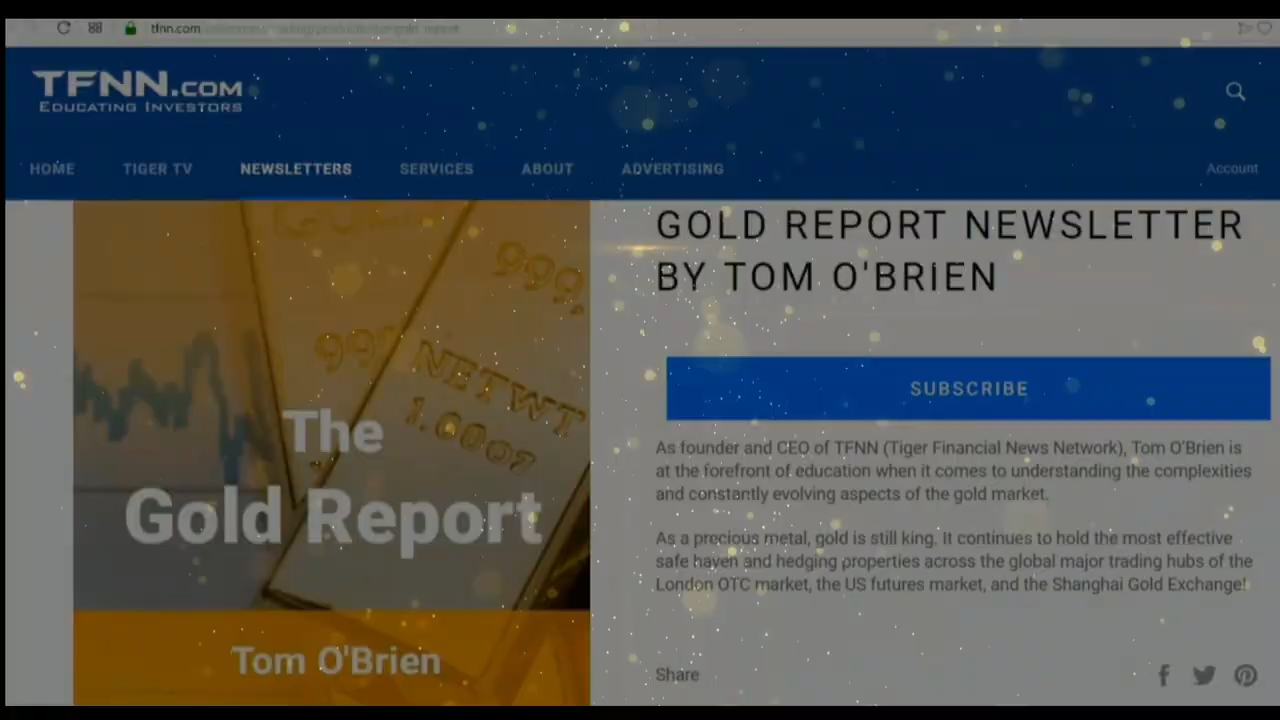 tfnn.com
TFNN.COM
EDUCATING INVESTORS
HOME TIGER TV NEWSLETTERS SERVICES ABOUT ADVERTISING Account
GOLD REPORT NEWSLETTER
BY TOM O'BRIEN
SUBSCRIBE
As founder and CEO of TFNN (Tiger Financial News Network), Tom O'Brien is
at the forefront of education when it comes to understanding the complexities
and constantly evolving aspects of the gold market.
As a precious metal, gold is still king. It continues to hold the most effective
safe haven and hedging properties across the global major trading hubs of the
London OTC market, the US futures market, and the Shanghai Gold Exchange!
Share
999,
NET WT
1.00OZ
The
Gold Report
Tom O'Brien